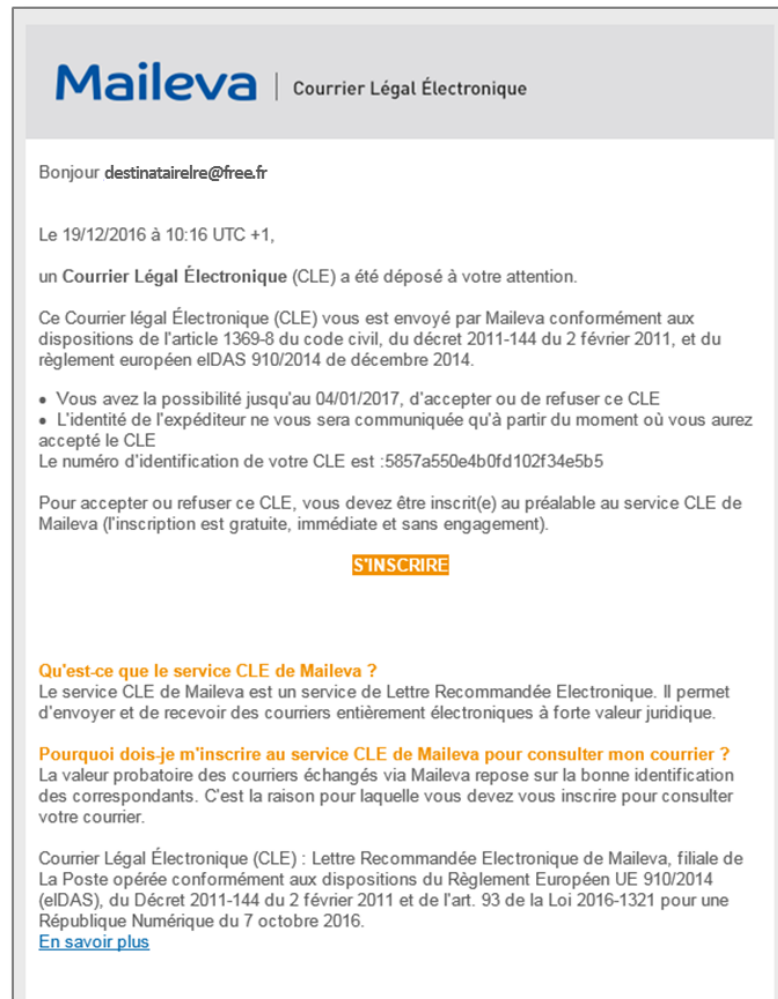 Maileva | Courrier Légal Électronique
Bonjour destinatairelre@free.fr
Le 19/12/2016 à 10:16 UTC +1,
un Courrier Légal Électronique (CLE) a été déposé à votre attention.
Ce Courrier légal Électronique (CLE) vous est envoyé par Maileva conformément aux
dispositions de l'article 1369-8 du code civil, du décret 2011-144 du 2 février 2011, et du
règlement européen eIDAS 910/2014 de décembre 2014.
• Vous avez la possibilité jusqu'au 04/01/2017, d'accepter ou de refuser ce CLE
• L'identité de l'expéditeur ne vous sera communiquée qu'à partir du moment où vous aurez
accepté le CLE
Le numéro d'identification de votre CLE est :5857a550e4b0fd102f34e5b5
Pour accepter ou refuser ce CLE, vous devez être inscrit(e) au préalable au service CLE de
Maileva (l'inscription est gratuite, immédiate et sans engagement).
S'INSCRIRE
Qu'est-ce que le service CLE de Maileva ?
Le service CLE de Maileva est un service de Lettre Recommandée Electronique. Il permet
d'envoyer et de recevoir des courriers entièrement électroniques à forte valeur juridique.
Pourquoi dois-je m'inscrire au service CLE de Maileva pour consulter mon courrier ?
La valeur probatoire des courriers échangés via Maileva repose sur la bonne identification
des correspondants. C'est la raison pour laquelle vous devez vous inscrire pour consulter
votre courrier.
Courrier Légal Électronique (CLE) : Lettre Recommandée Electronique de Maileva, filiale de
La Poste opérée conformément aux dispositions du Règlement Européen UE 910/2014
(eIDAS), du Décret 2011-144 du 2 février 2011 et de l'art. 93 de la Loi 2016-1321 pour une
République Numérique du 7 octobre 2016.
En savoir plus